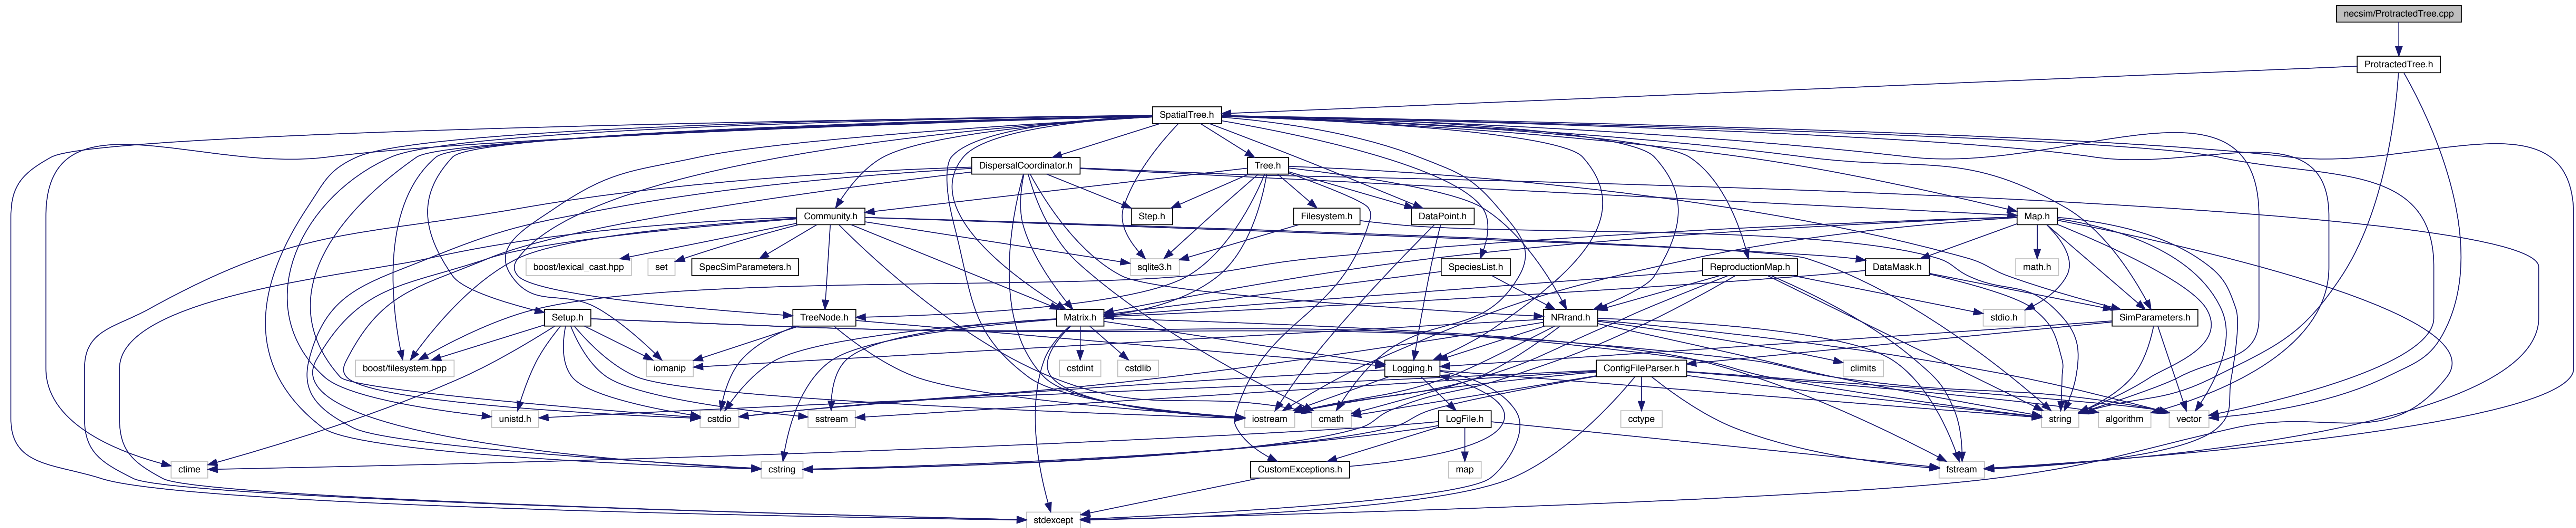 necsim/ProtractedTree.cpp
ProtractedTree.h
SpatialTree.h
DispersalCoordinator.h
Tree.h
Community.h
Step.h
Filesystem.h
DataPoint.h
Map.h
boost/lexical_cast.hpp
set
SpecSimParameters.h
sqlite3.h
SpeciesList.h
ReproductionMap.h
DataMask.h
math.h
Setup.h
TreeNode.h
Matrix.h
NRrand.h
stdio.h
SimParameters.h
boost/filesystem.hpp
iomanip
cstdint
cstdlib
Logging.h
ConfigFileParser.h
climits
unistd.h
cstdio
sstream
iostream
cmath
LogFile.h
cctype
string
algorithm
vector
ctime
cstring
CustomExceptions.h
map
fstream
stdexcept